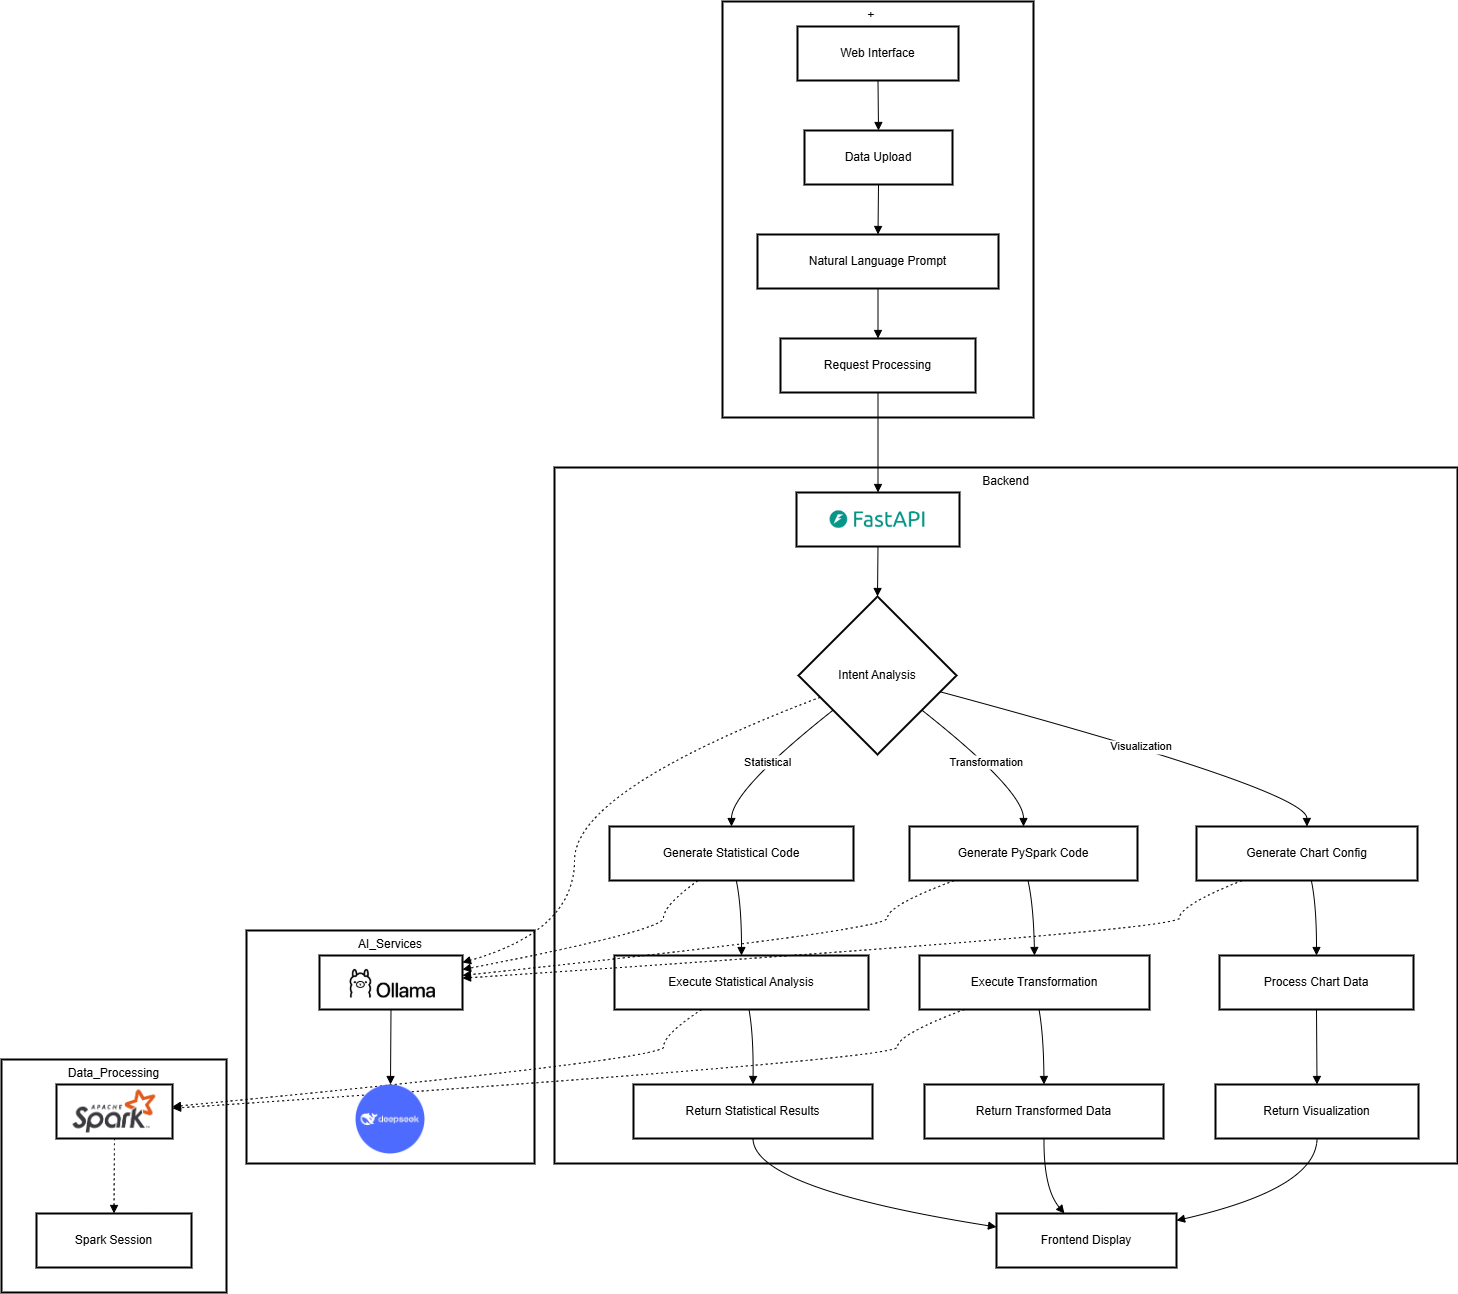 +
Web Interface
Data Upload
Natural Language Prompt
Request Processing
Backend
FastAPI
Intent Analysis
Statistical
Transformation
Visualization
Generate Statistical Code
Generate PySpark Code
Generate Chart Config
AI_Services
Ollama
Execute Statistical Analysis
Execute Transformation
Process Chart Data
Data_Processing
APACHE
Spark
deepseek
Return Statistical Results
Return Transformed Data
Return Visualization
Spark Session
Frontend Display